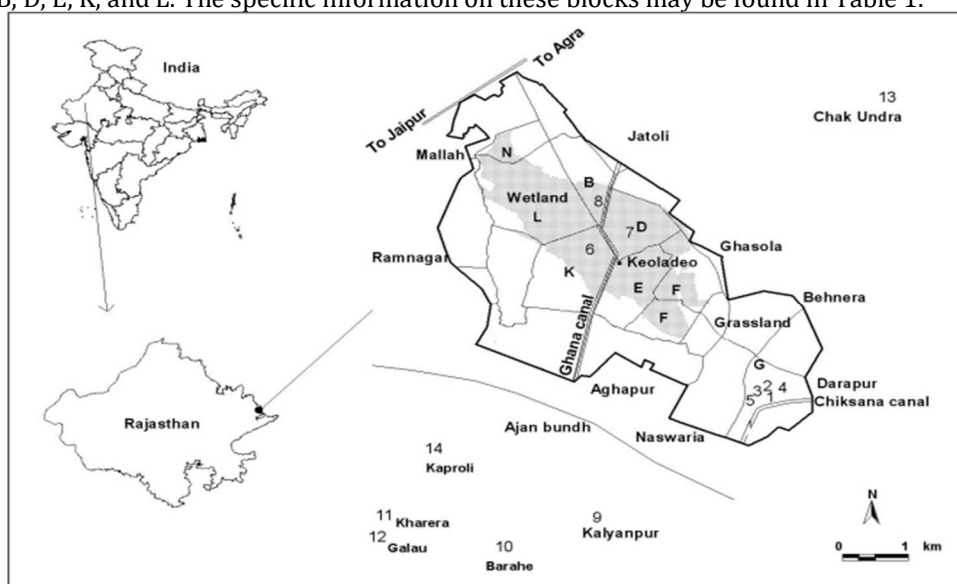 B, D, E, K, and L. The specific information on these blocks may be found in Table 1.
India
To Agra
To Jaipur
13
Chak Undra
Jatoli
Mallah
N
B
8
Wetland
L
7 D
Ghasola
6
Ramnagar
K
Keoladeo
E
F
F
Behnera
Grassland
Ghana canal
G
2 4
3
5 1
Darapur
Chiksana canal
Aghapur
Ajan bundh
Naswaria
Rajasthan
14
Kaproli
11
Kharera
12
Galau
9
Kalyanpur
10
Barahe
N
0 1 km